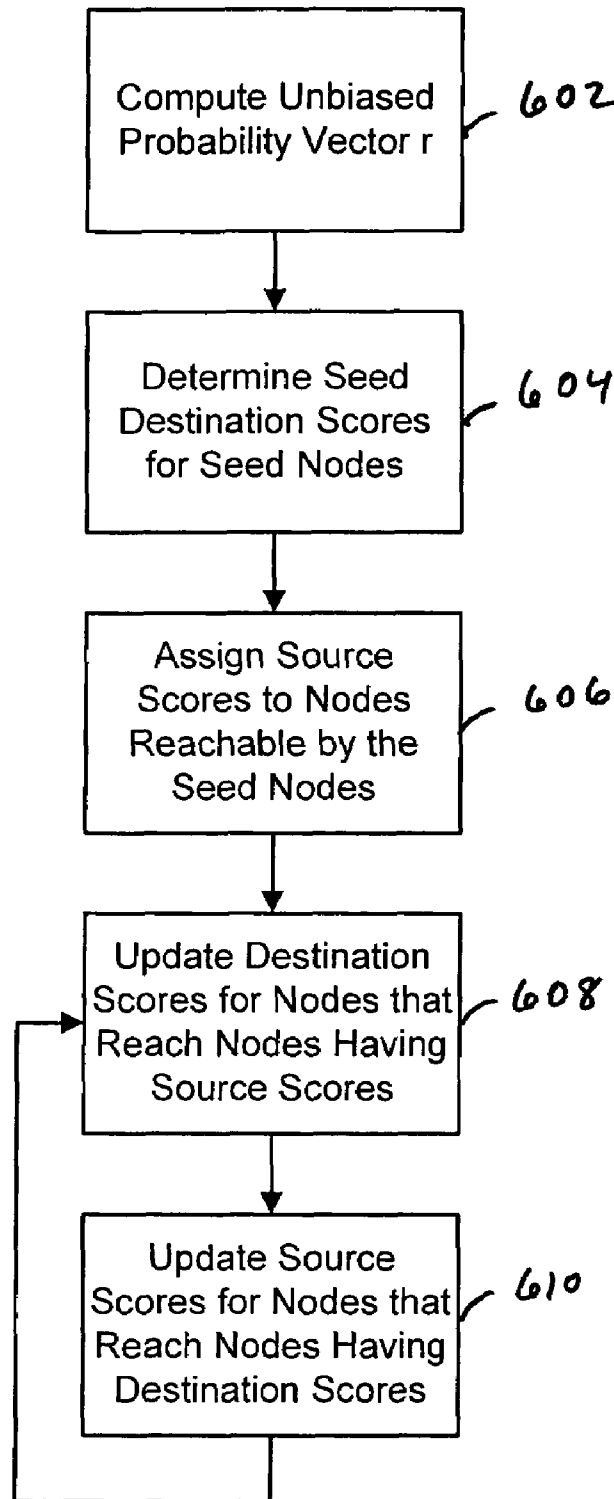 Compute Unbiased
Probability Vector r
602
Determine Seed
Destination Scores
for Seed Nodes
604
Assign Source
Scores to Nodes
Reachable by the
Seed Nodes
606
Update Destination
Scores for Nodes that
Reach Nodes Having
Source Scores
608
Update Source
Scores for Nodes that
Reach Nodes Having
Destination Scores
610